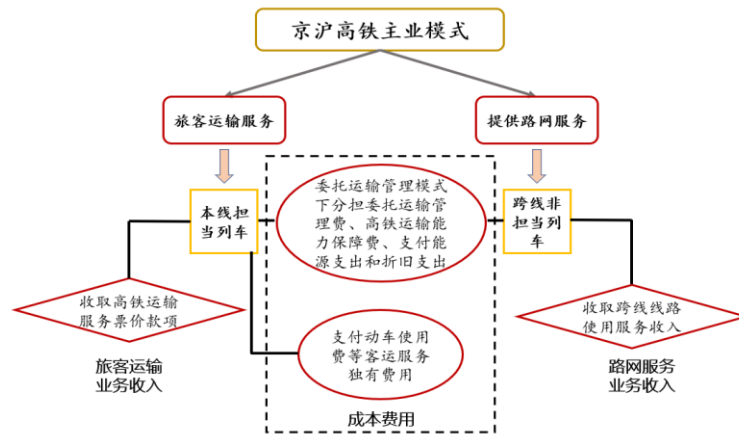 京沪高铁主业模式
旅客运输服务
提供路网服务
委托运输管理模式
下分担委托运输管
理费、高铁运输能
力保障费、支付能
源支出和折旧支出
本线担
当列车
跨线非
担当列
车
收取高铁运输
服务票价款项
支付动车使用
费等客运服务
独有费用
收取跨线线路
使用服务收入
旅客运输
业务收入
路网服务
业务收入
成本费用